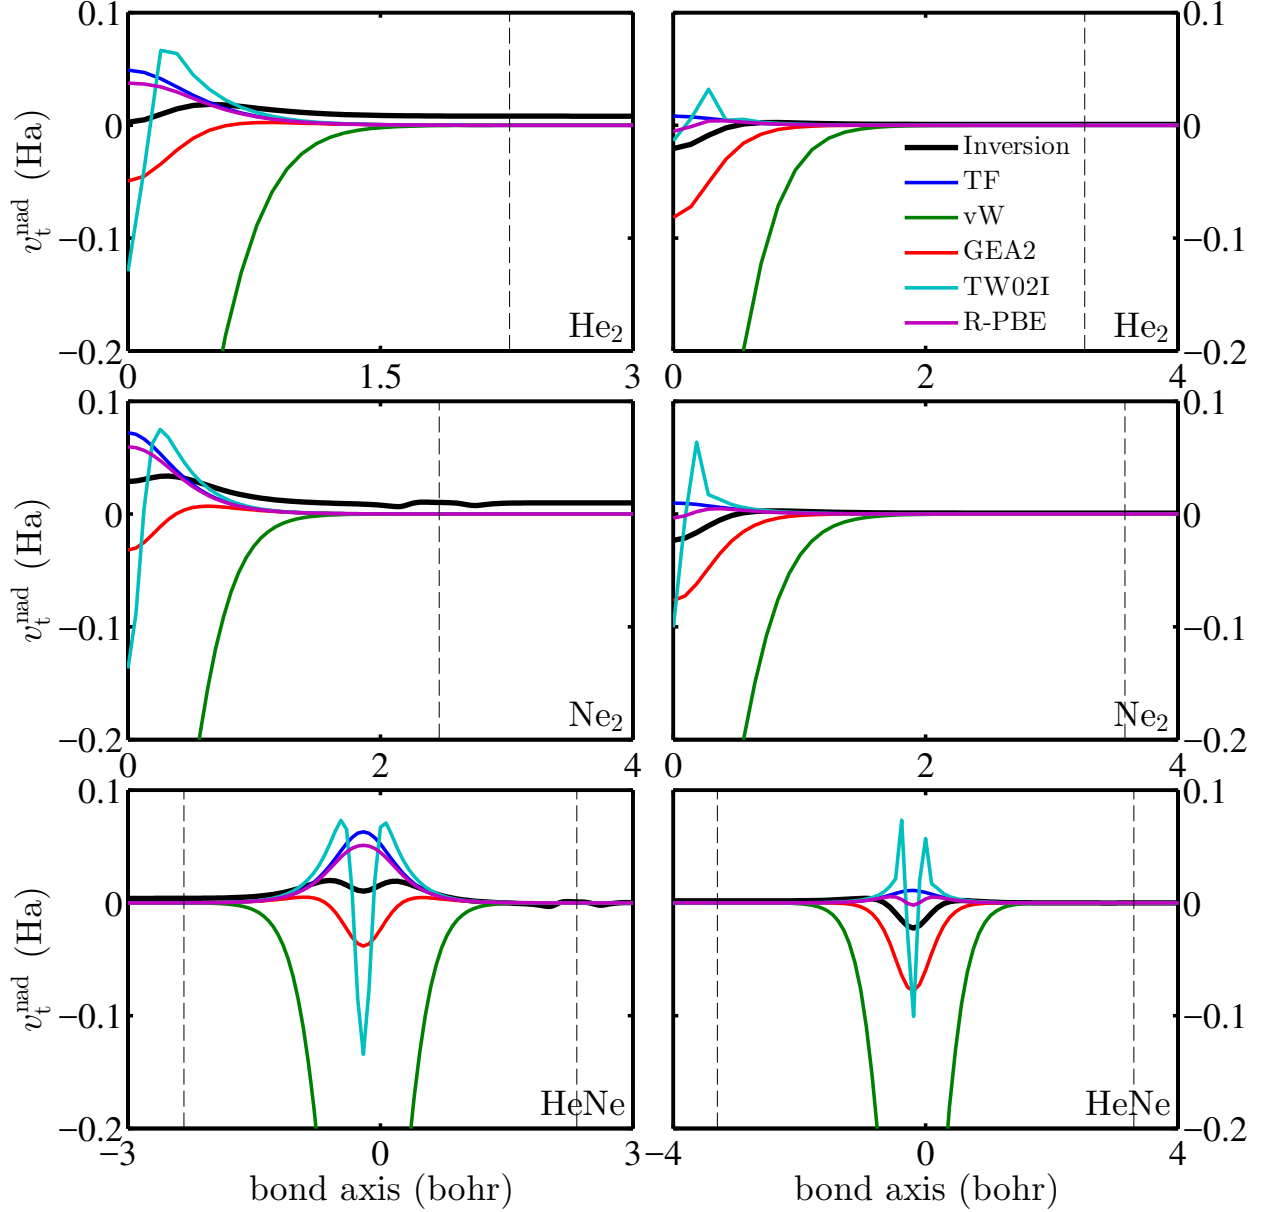 0.1
0
−0.1
−0.2
v_t^nad (Ha)
0
1.5
3
He₂
0.1
0
−0.1
−0.2
0
2
4
Inversion
TF
vW
GEA2
TW02I
R-PBE
He₂
0.1
0
−0.1
−0.2
v_t^nad (Ha)
0
2
4
Ne₂
0.1
0
−0.1
−0.2
0
2
4
Ne₂
0.1
0
−0.1
−0.2
v_t^nad (Ha)
−3
0
3
HeNe
bond axis (bohr)
0.1
0
−0.1
−0.2
−4
0
4
HeNe
bond axis (bohr)